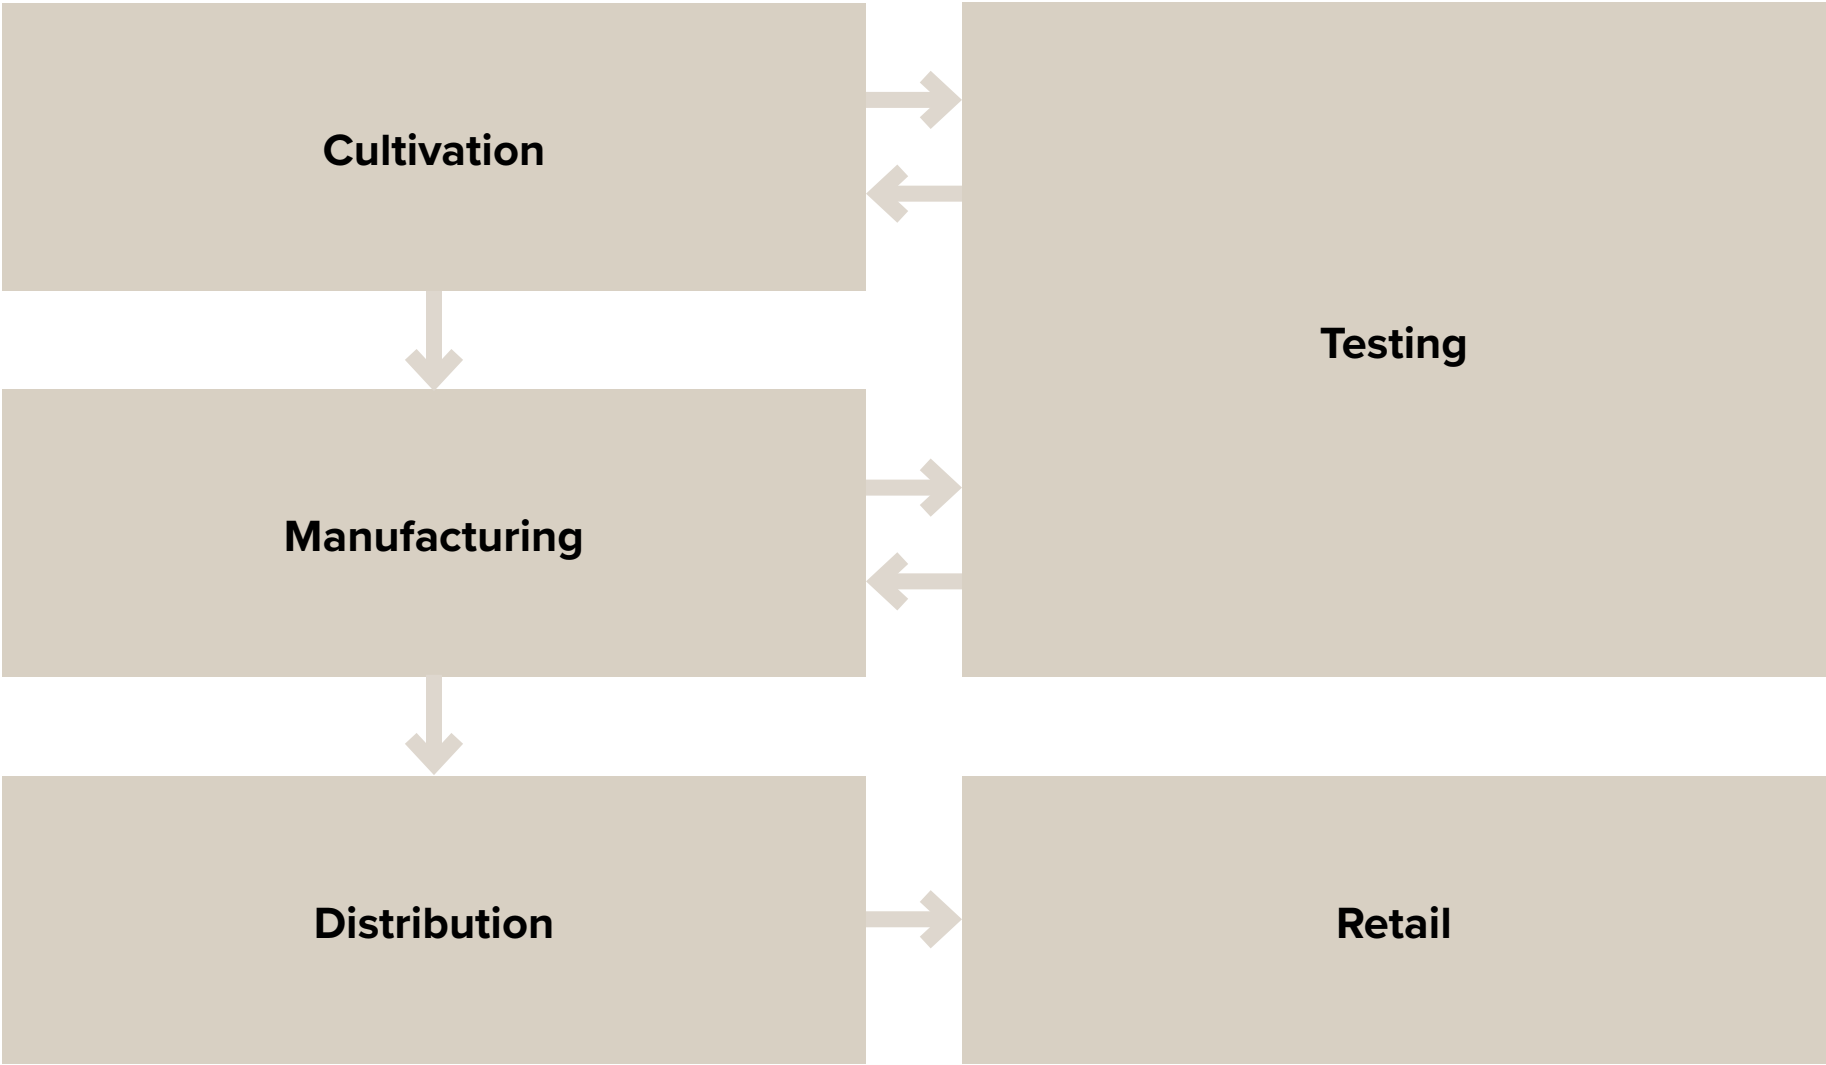 Cultivation
Testing
Manufacturing
Distribution
Retail